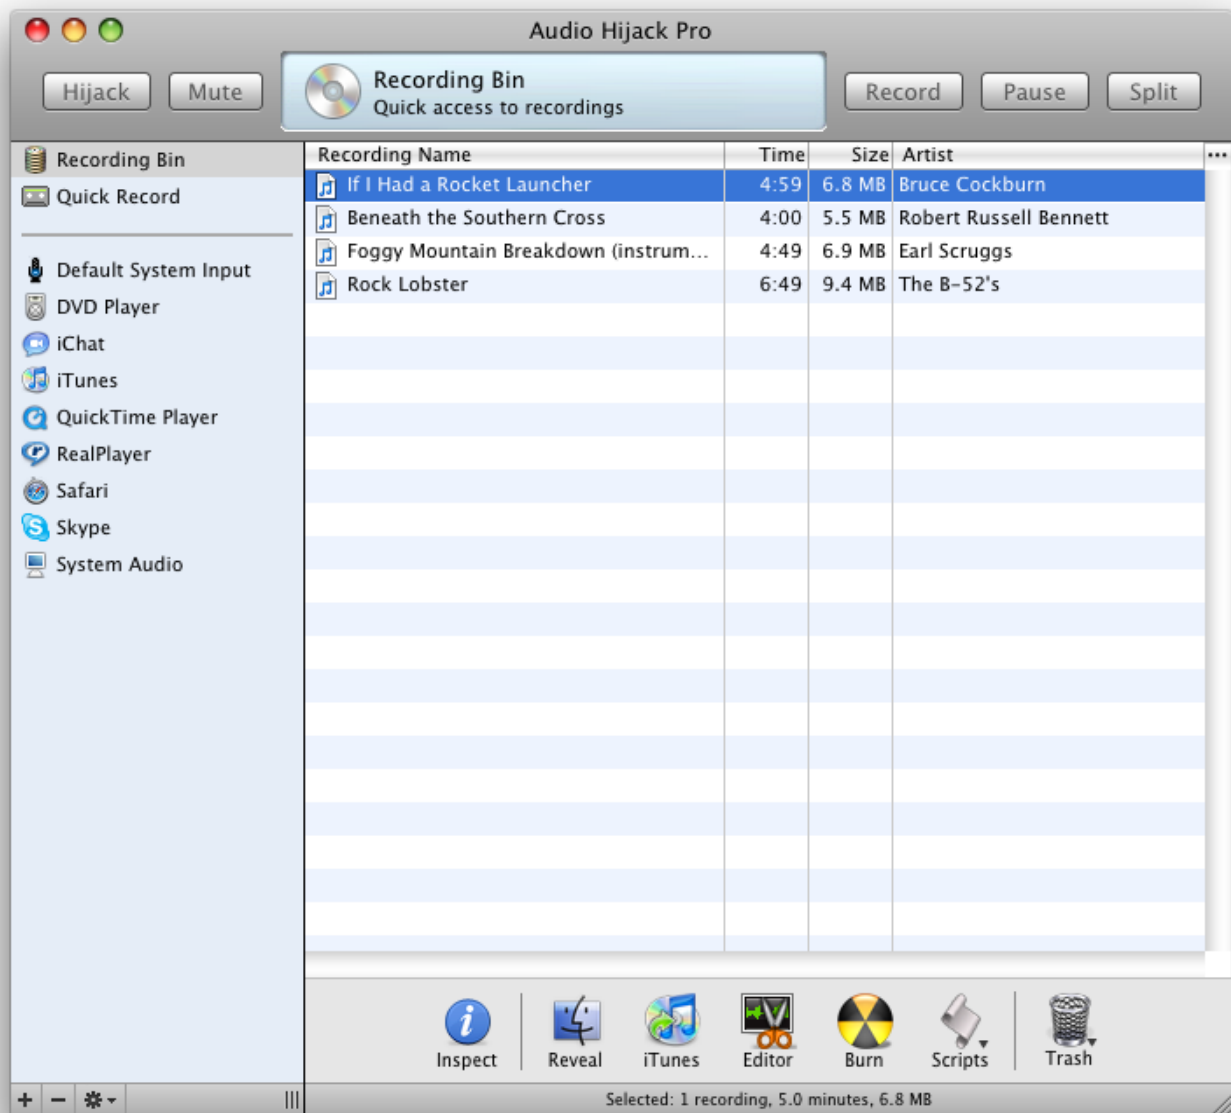 Audio Hijack Pro
Hijack Mute
Recording Bin
Quick access to recordings
Record Pause Split
Recording Bin
Quick Record
Default System Input
DVD Player
iChat
iTunes
QuickTime Player
RealPlayer
Safari
Skype
System Audio
Recording Name Time Size Artist ...
If I Had a Rocket Launcher 4:59 6.8 MB Bruce Cockburn
Beneath the Southern Cross 4:00 5.5 MB Robert Russell Bennett
Foggy Mountain Breakdown (instrum... 4:49 6.9 MB Earl Scruggs
Rock Lobster 6:49 9.4 MB The B-52's
Inspect Reveal iTunes Editor Burn Scripts Trash
Selected: 1 recording, 5.0 minutes, 6.8 MB